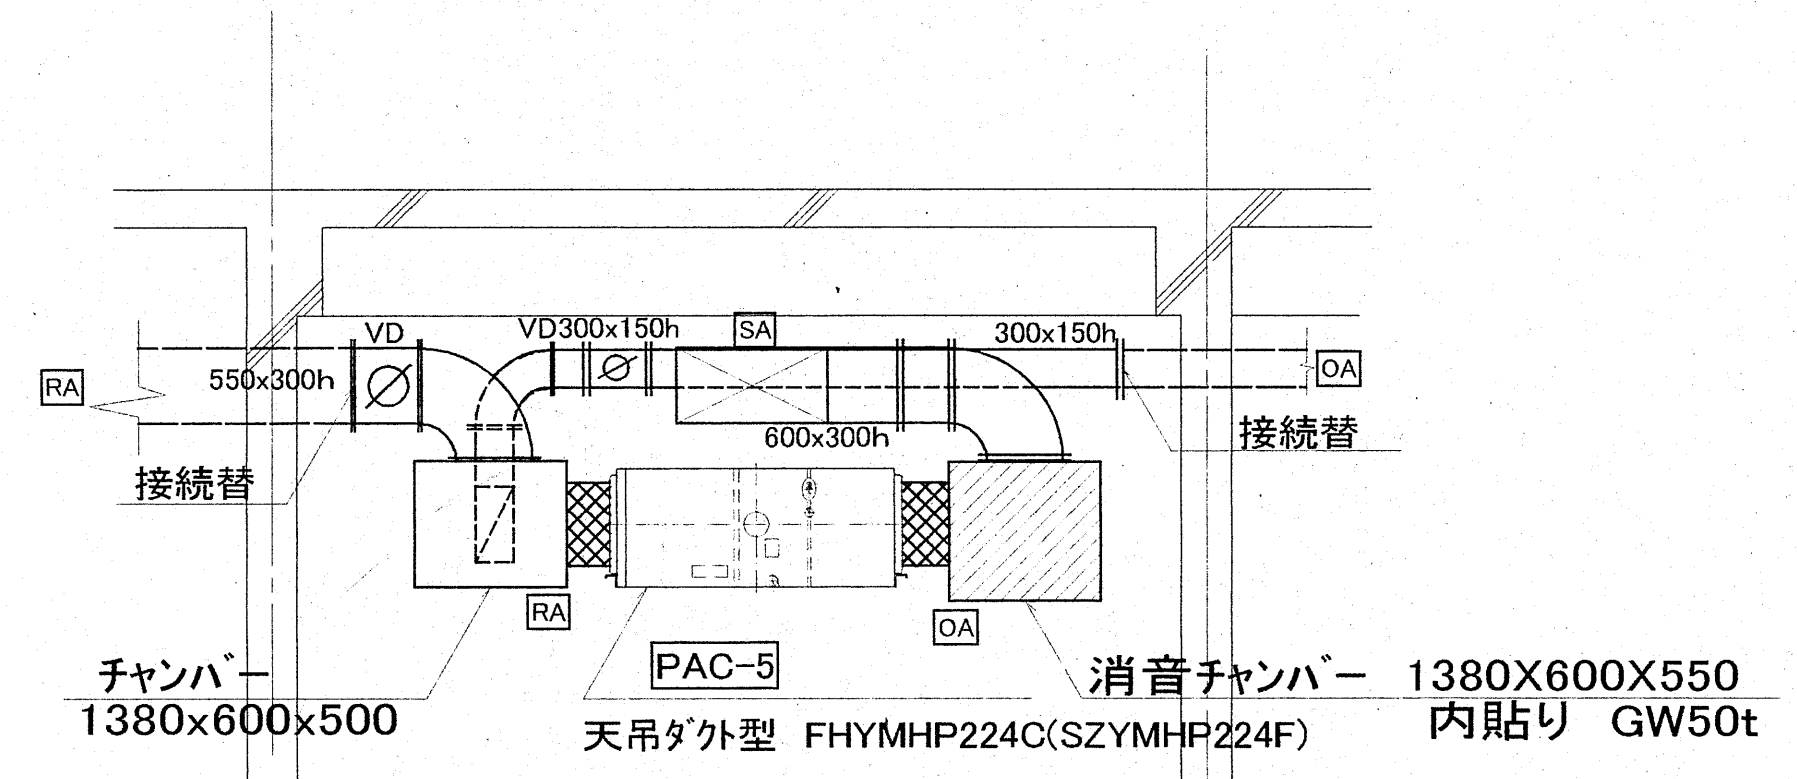 VD
VD300x150h
SA
300x150h
RA
550x300h
OA
600x300h
接続替
接続替
RA
OA
PAC-5
チャンバー
1380x600x500
消音チャンバー 1380X600X550
内貼り GW50t
天吊ダクト型 FHYMHP224C(SZYMHP224F)